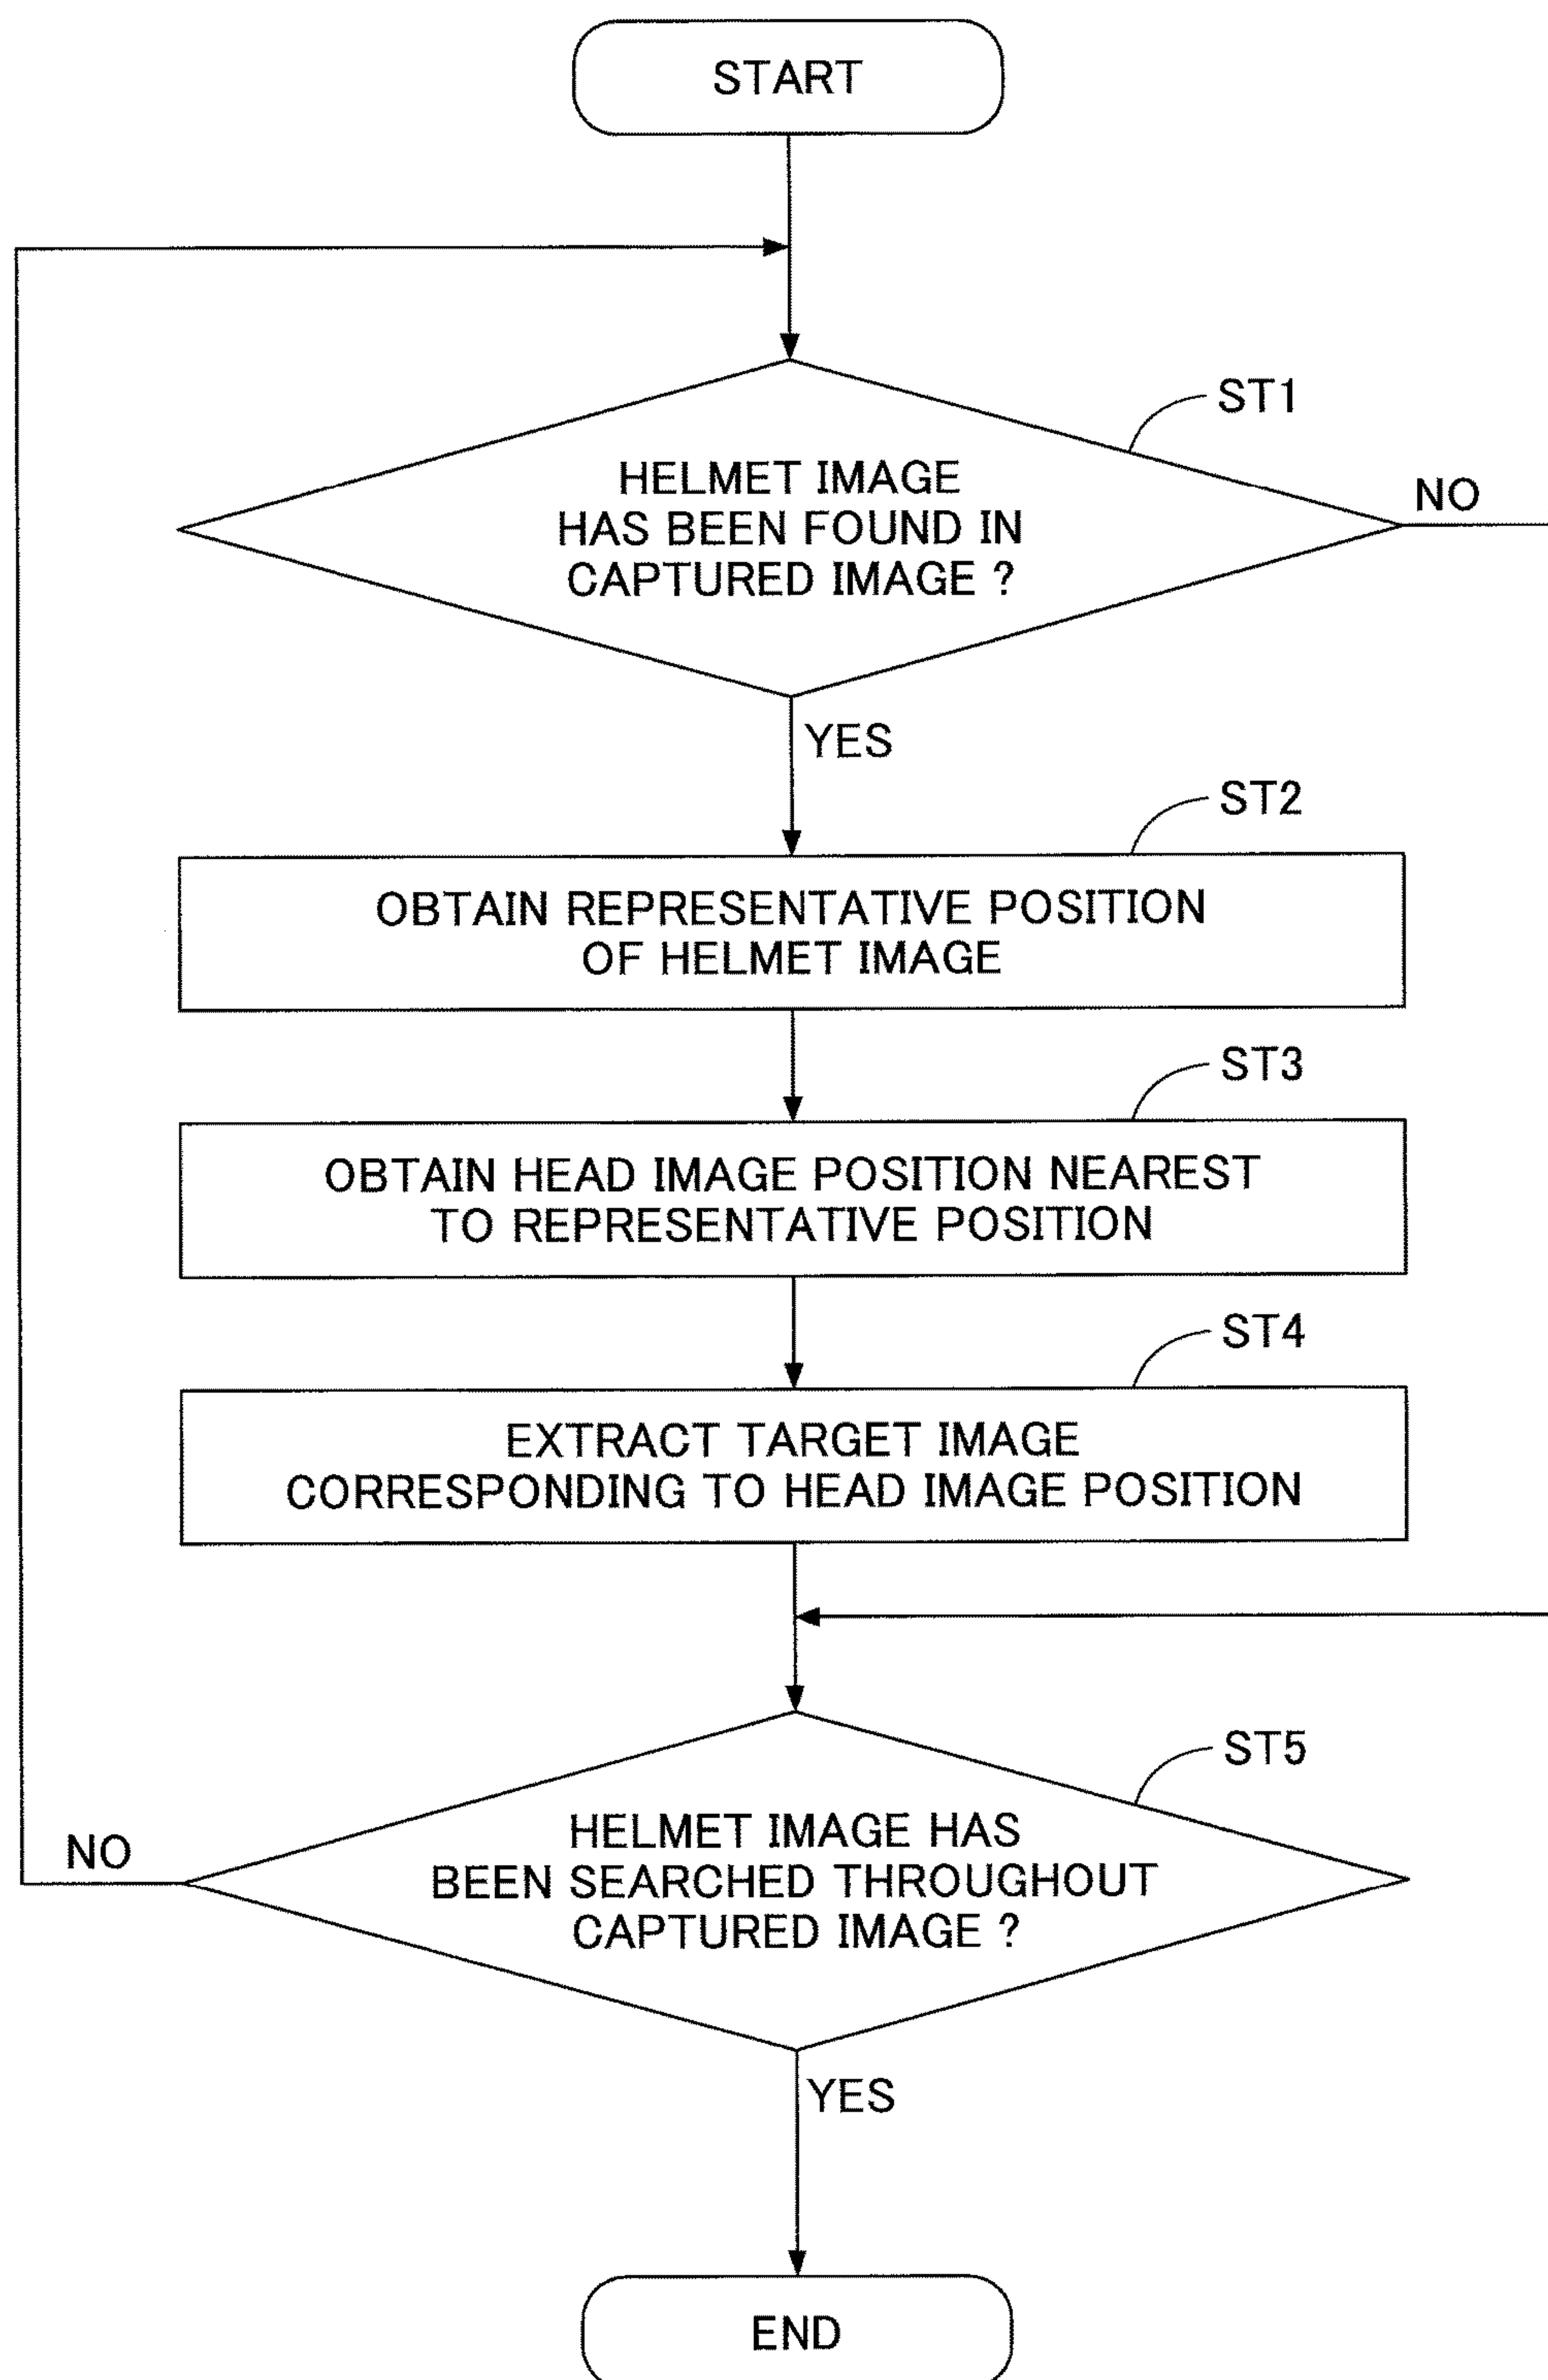 START
ST1
HELMET IMAGE
HAS BEEN FOUND IN
CAPTURED IMAGE ?
NO
YES
ST2
OBTAIN REPRESENTATIVE POSITION
OF HELMET IMAGE
ST3
OBTAIN HEAD IMAGE POSITION NEAREST
TO REPRESENTATIVE POSITION
ST4
EXTRACT TARGET IMAGE
CORRESPONDING TO HEAD IMAGE POSITION
ST5
HELMET IMAGE HAS
BEEN SEARCHED THROUGHOUT
CAPTURED IMAGE ?
NO
YES
END